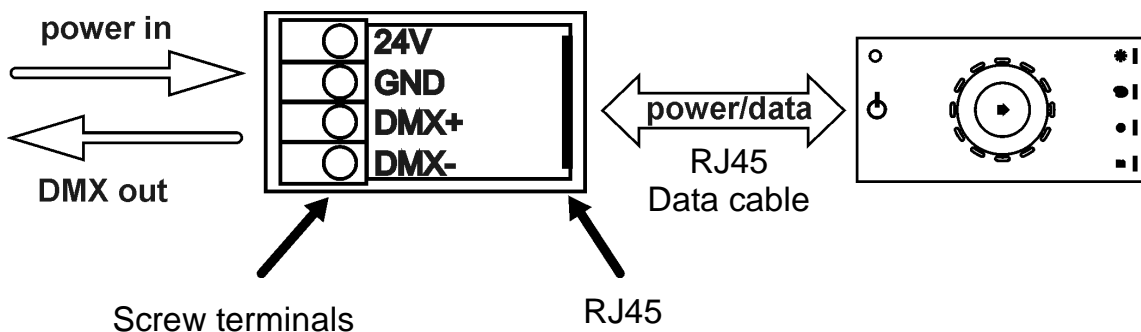 power in
DMX out
24V
GND
DMX+
DMX-
power/data
RJ45
Data cable
Screw terminals
RJ45